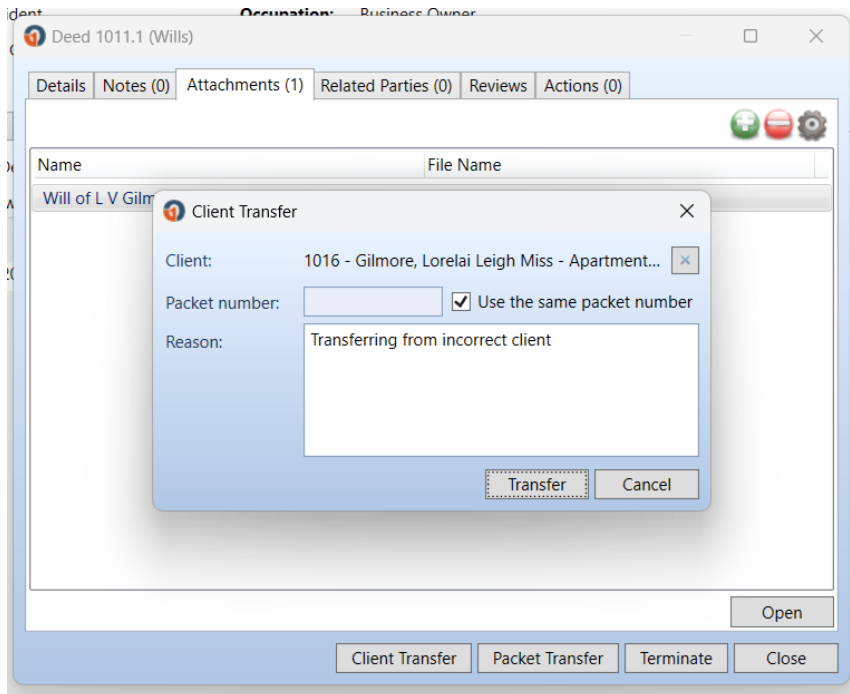 Occupation: Business Owner
Deed 1011.1 (Wills)
Details Notes (0) Attachments (1) Related Parties (0) Reviews Actions (0)
Name File Name
Will of L V Gilm
Client Transfer
Client: 1016 - Gilmore, Lorelai Leigh Miss - Apartment...
Packet number: Use the same packet number
Reason: Transferring from incorrect client
Transfer Cancel
Open
Client Transfer Packet Transfer Terminate Close